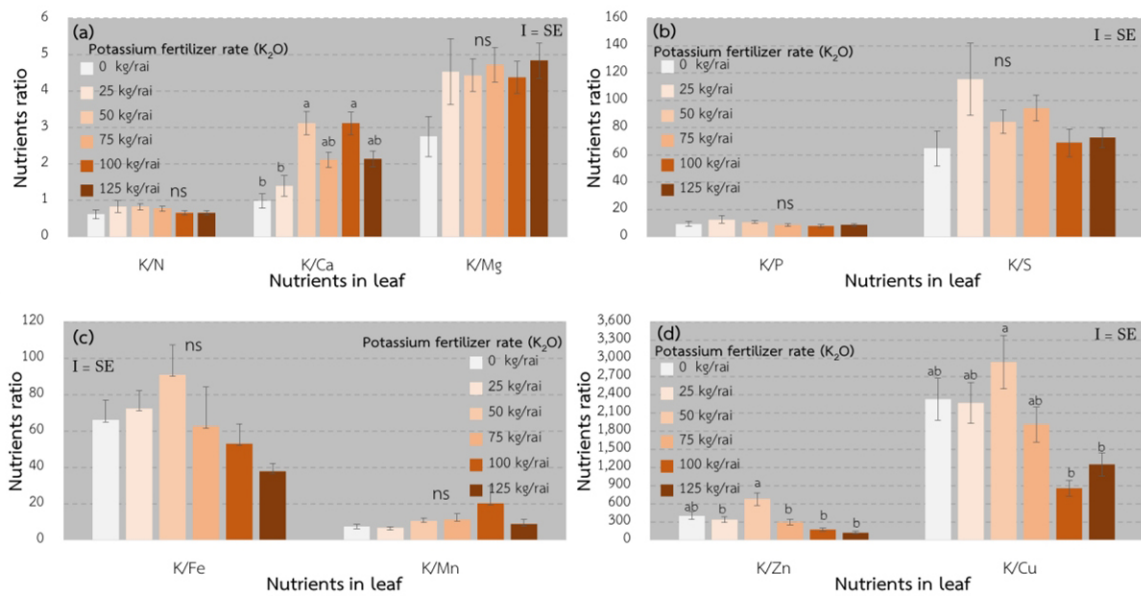 (a)
I = SE
Potassium fertilizer rate (K₂O)
0 kg/rai
25 kg/rai
50 kg/rai
75 kg/rai
100 kg/rai
125 kg/rai
6
5
4
3
2
1
0
Nutrients ratio
ns
b
b
a
ab
a
ab
ns
K/N
K/Ca
K/Mg
Nutrients in leaf
(b)
I = SE
Potassium fertilizer rate (K₂O)
0 kg/rai
25 kg/rai
50 kg/rai
75 kg/rai
100 kg/rai
125 kg/rai
160
140
120
100
80
60
40
20
0
Nutrients ratio
ns
ns
K/P
K/S
Nutrients in leaf
(c)
I = SE
Potassium fertilizer rate (K₂O)
0 kg/rai
25 kg/rai
50 kg/rai
75 kg/rai
100 kg/rai
125 kg/rai
120
100
80
60
40
20
0
Nutrients ratio
ns
ns
K/Fe
K/Mn
Nutrients in leaf
(d)
I = SE
Potassium fertilizer rate (K₂O)
0 kg/rai
25 kg/rai
50 kg/rai
75 kg/rai
100 kg/rai
125 kg/rai
3,600
3,300
3,000
2,700
2,400
2,100
1,800
1,500
1,200
900
600
300
0
Nutrients ratio
ab
b
a
b
b
b
ab
ab
a
ab
b
b
K/Zn
K/Cu
Nutrients in leaf